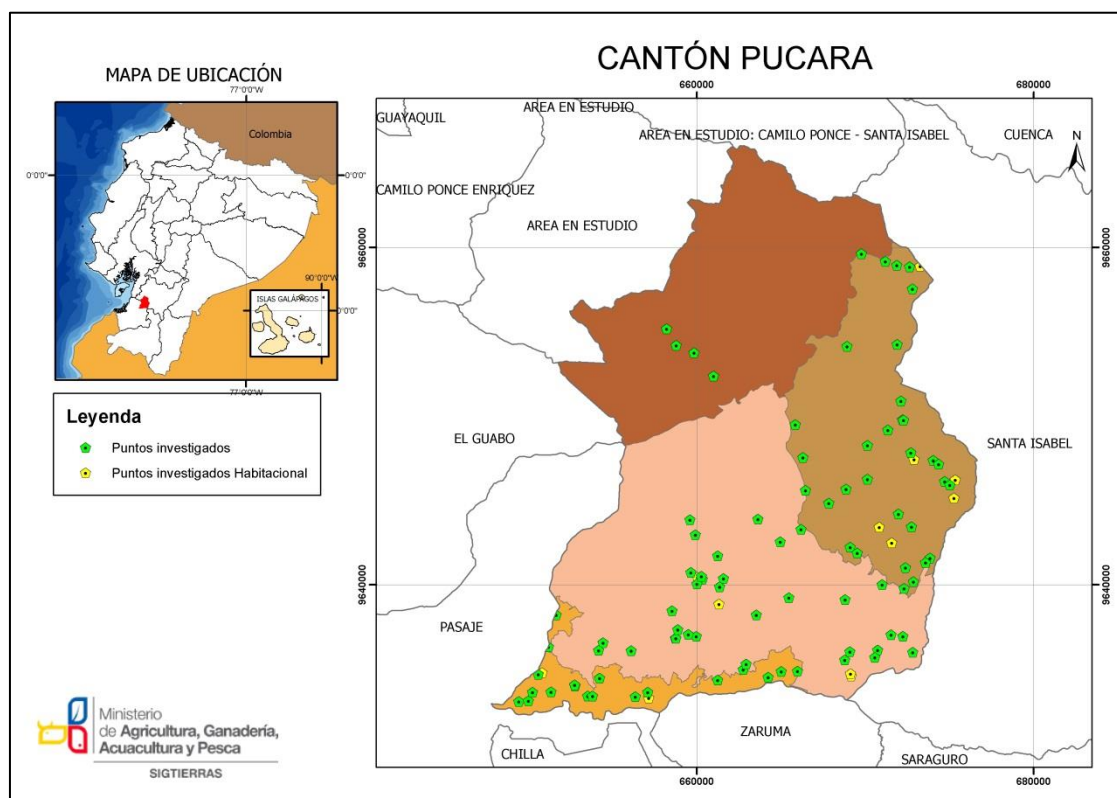 CANTÓN PUCARA
MAPA DE UBICACIÓN
77°0'0"W
Colombia
0°0'0"
0°0'0"
90°0'0"W
ISLAS GALÁPAGOS
0°0'0"
77°0'0"W
Leyenda
Puntos investigados
Puntos investigados Habitacional
Ministerio
de Agricultura, Ganadería,
Acuacultura y Pesca
SIGTIERRAS
660000
680000
AREA EN ESTUDIO
GUAYAQUIL
AREA EN ESTUDIO: CAMILO PONCE - SANTA ISABEL
CUENCA
N
CAMILO PONCE ENRIQUEZ
AREA EN ESTUDIO
9660000
9660000
EL GUABO
SANTA ISABEL
9640000
9640000
PASAJE
ZARUMA
CHILLA
SARAGURO
660000
680000